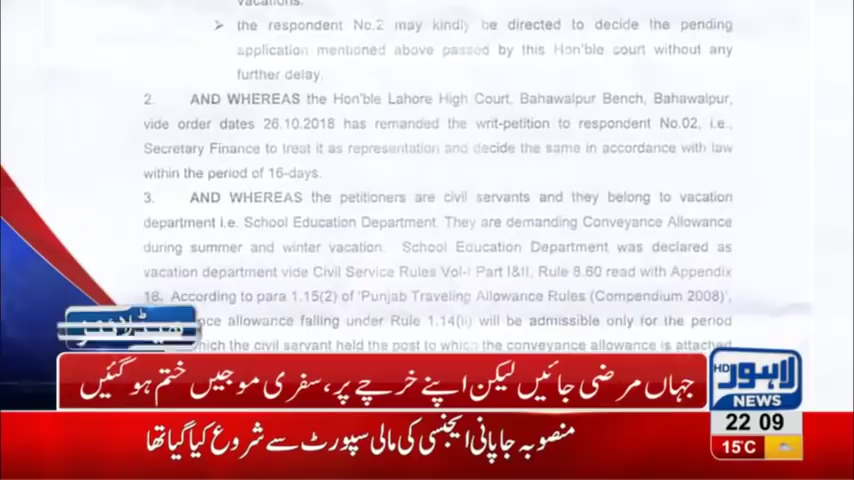 vacations.
➤ the respondent No.2 may kindly be directed to decide the pending
application mentioned above passed by this Hon'ble court without any
further delay.
2. AND WHEREAS the Hon'ble Lahore High Court, Bahawalpur Bench, Bahawalpur,
vide order dates 26.10.2018 has remanded the writ-petition to respondent No.02, i.e.,
Secretary Finance to treat it as representation and decide the same in accordance with law
within the period of 16-days.
3. AND WHEREAS the petitioners are civil servants and they belong to vacation
department i.e. School Education Department. They are demanding Conveyance Allowance
during summer and winter vacation. School Education Department was declared as
vacation department vide Civil Service Rules Vol-I Part I&II, Rule 8.60 read with Appendix
18. According to para 1.15(2) of 'Punjab Traveling Allowance Rules (Compendium 2008)',
allowance falling under Rule 1.14(ii) will be admissible only for the period
which the civil servant held the post to which the conveyance allowance is attached
ہیڈلائنز
جہاں مرضی جائیں لیکن اپنے خرچے پر، سفری موجیں ختم ہو گئیں
منصوبہ جاپانی ایجنسی کی مالی سپورٹ سے شروع کیا گیا تھا
لاہور HD
NEWS
22 09
15°C